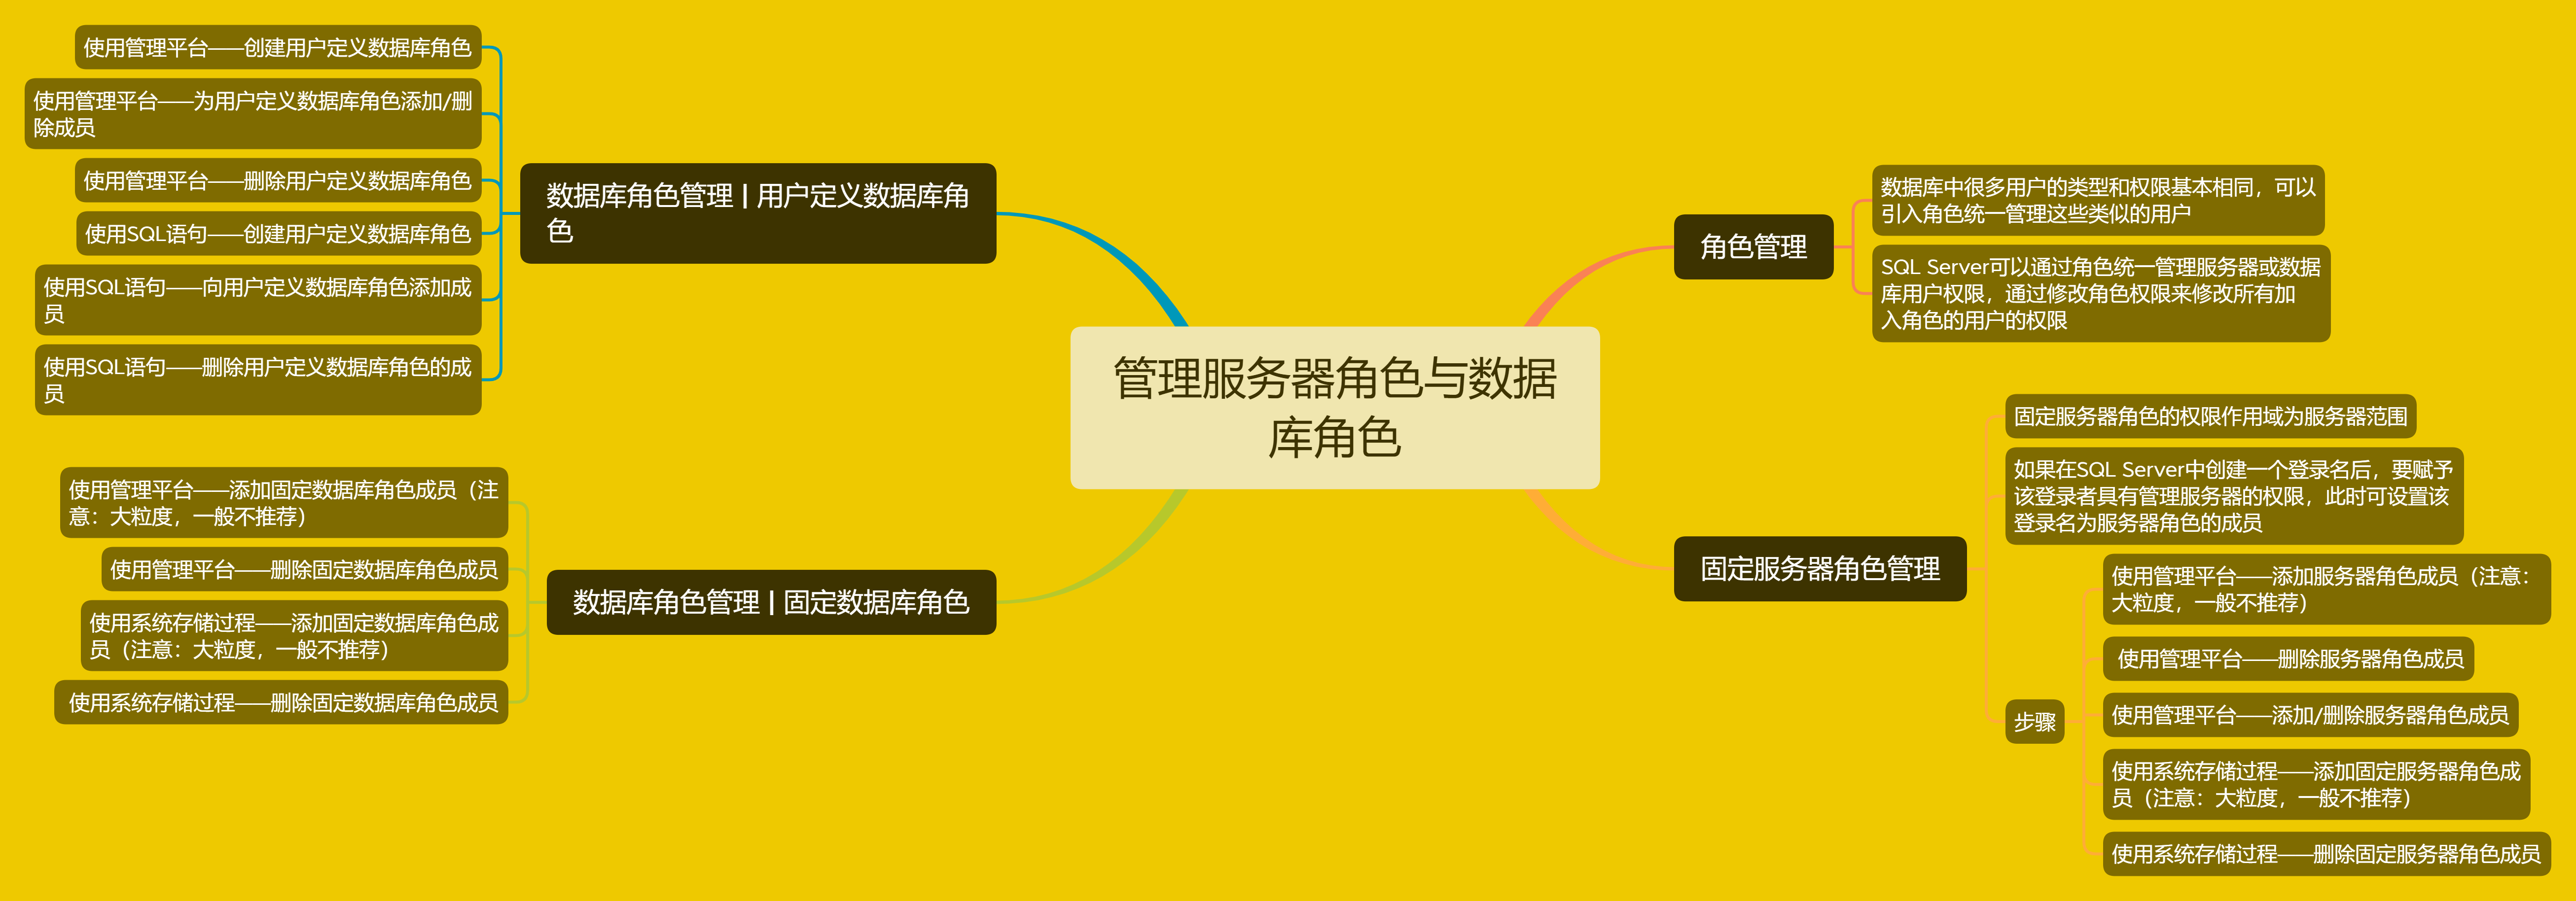 管理服务器角色与数据
库角色
角色管理
数据库中很多用户的类型和权限基本相同，可以
引入角色统一管理这些类似的用户
SQL Server可以通过角色统一管理服务器或数据
库用户权限，通过修改角色权限来修改所有加
入角色的用户的权限
固定服务器角色管理
固定服务器角色的权限作用域为服务器范围
如果在SQL Server中创建一个登录名后，要赋予
该登录者具有管理服务器的权限，此时可设置该
登录名为服务器角色的成员
步骤
使用管理平台——添加服务器角色成员（注意：
大粒度，一般不推荐）
使用管理平台——删除服务器角色成员
使用管理平台——添加/删除服务器角色成员
使用系统存储过程——添加固定服务器角色成
员（注意：大粒度，一般不推荐）
使用系统存储过程——删除固定服务器角色成员
数据库角色管理 | 用户定义数据库角
色
使用管理平台——创建用户定义数据库角色
使用管理平台——为用户定义数据库角色添加/删
除成员
使用管理平台——删除用户定义数据库角色
使用SQL语句——创建用户定义数据库角色
使用SQL语句——向用户定义数据库角色添加成
员
使用SQL语句——删除用户定义数据库角色的成
员
数据库角色管理 | 固定数据库角色
使用管理平台——添加固定数据库角色成员（注
意：大粒度，一般不推荐）
使用管理平台——删除固定数据库角色成员
使用系统存储过程——添加固定数据库角色成
员（注意：大粒度，一般不推荐）
使用系统存储过程——删除固定数据库角色成员